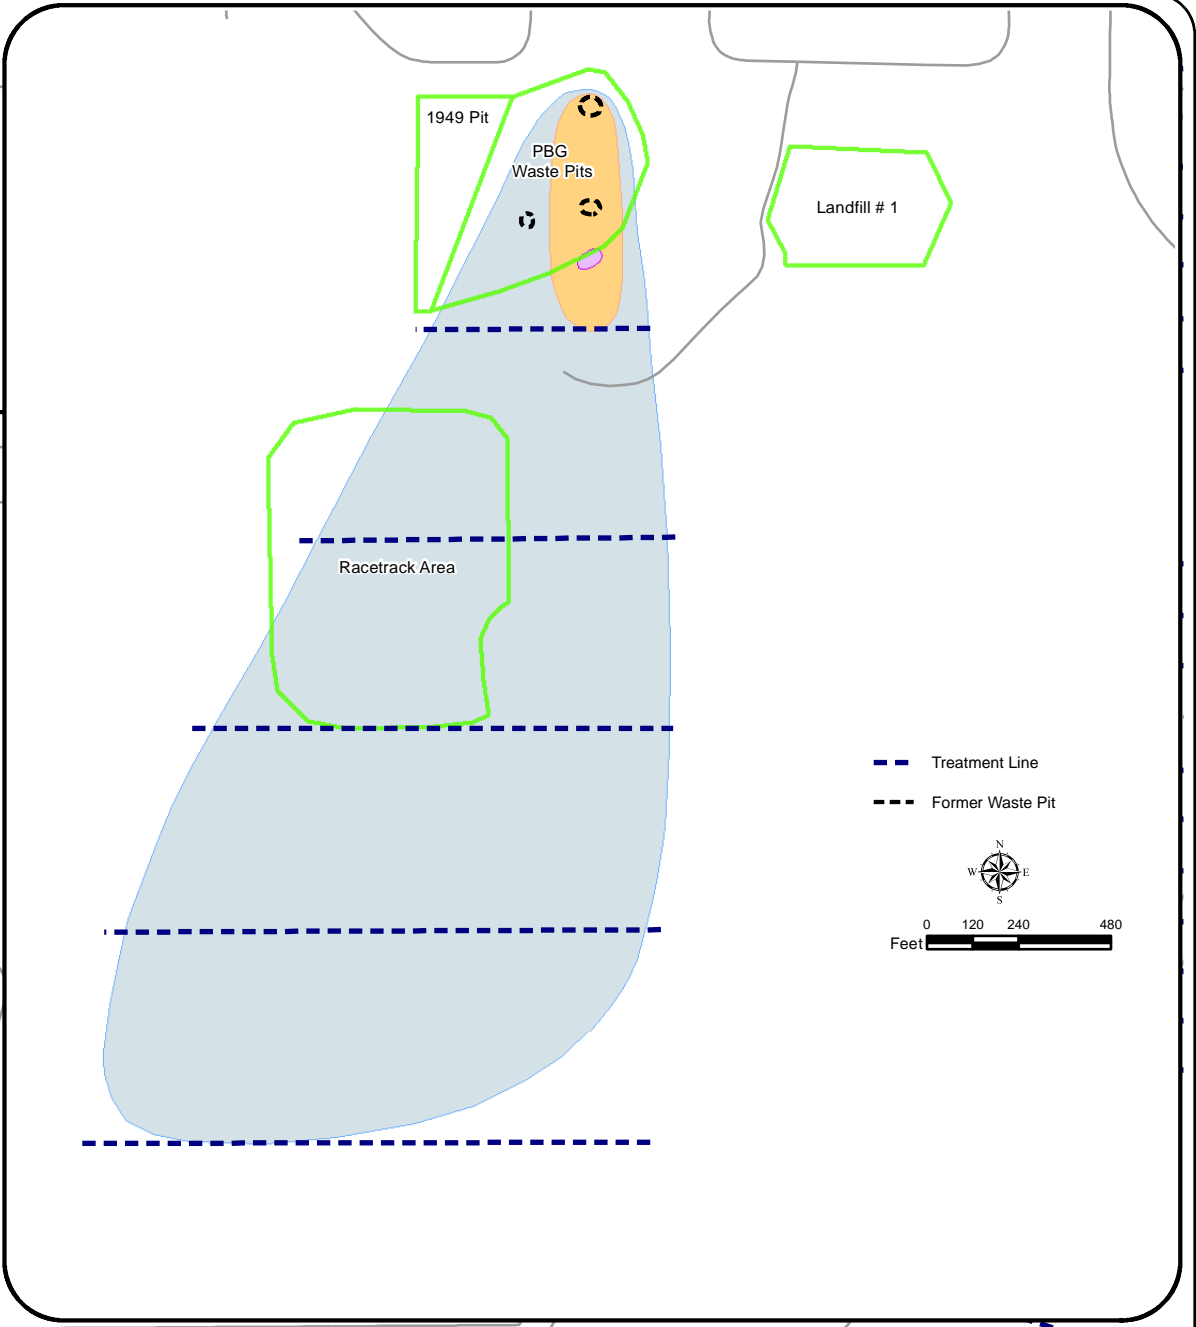 1949 Pit
PBG
Waste Pits
Landfill # 1
Racetrack Area
Treatment Line
Former Waste Pit
N
W E
S
0 120 240 480
Feet